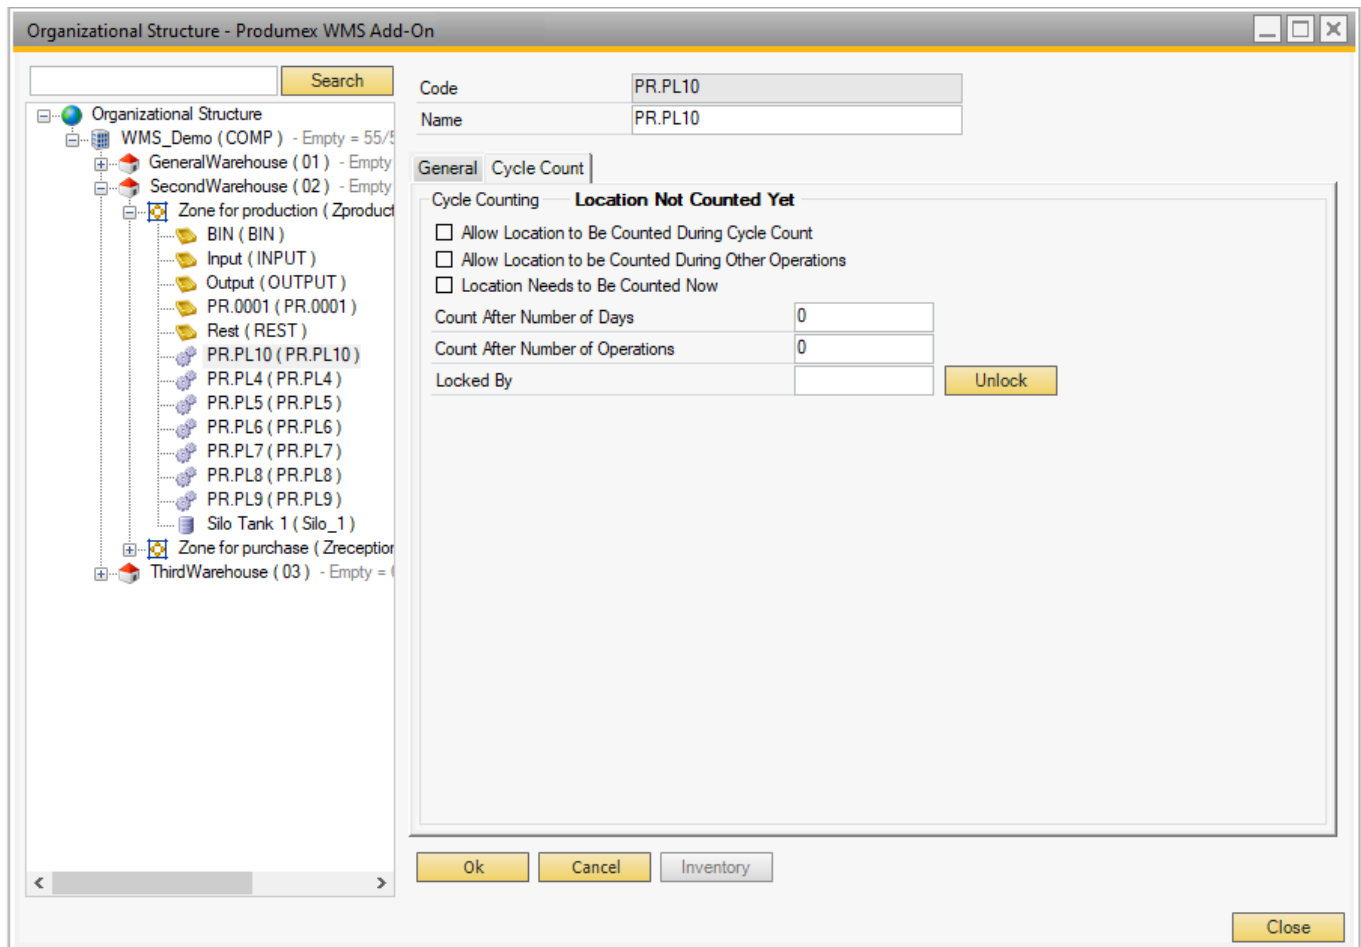 Organizational Structure - Produmex WMS Add-On
Search
Organizational Structure
WMS_Demo ( COMP ) - Empty = 55/5
GeneralWarehouse ( 01 ) - Empty
SecondWarehouse ( 02 ) - Empty
Zone for production ( Zproduct
BIN ( BIN )
Input ( INPUT )
Output ( OUTPUT )
PR.0001 ( PR.0001 )
Rest ( REST )
PR.PL10 ( PR.PL10 )
PR.PL4 ( PR.PL4 )
PR.PL5 ( PR.PL5 )
PR.PL6 ( PR.PL6 )
PR.PL7 ( PR.PL7 )
PR.PL8 ( PR.PL8 )
PR.PL9 ( PR.PL9 )
Silo Tank 1 ( Silo_1 )
Zone for purchase ( Zreception
ThirdWarehouse ( 03 ) - Empty =
Code PR.PL10
Name PR.PL10
General Cycle Count
Cycle Counting Location Not Counted Yet
Allow Location to Be Counted During Cycle Count
Allow Location to be Counted During Other Operations
Location Needs to Be Counted Now
Count After Number of Days 0
Count After Number of Operations 0
Locked By Unlock
Ok Cancel Inventory
Close